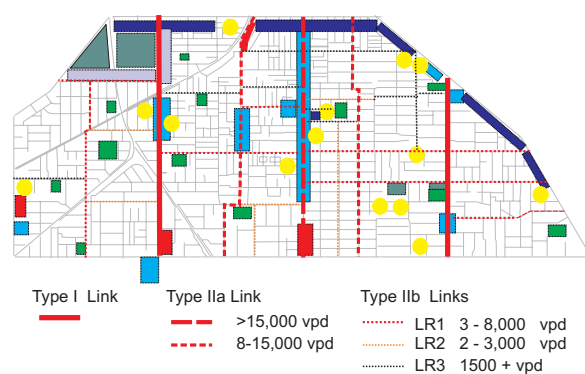 Type I Link
Type IIa Link
>15,000 vpd
8-15,000 vpd
Type IIb Links
LR1 3 - 8,000 vpd
LR2 2 - 3,000 vpd
LR3 1500 + vpd